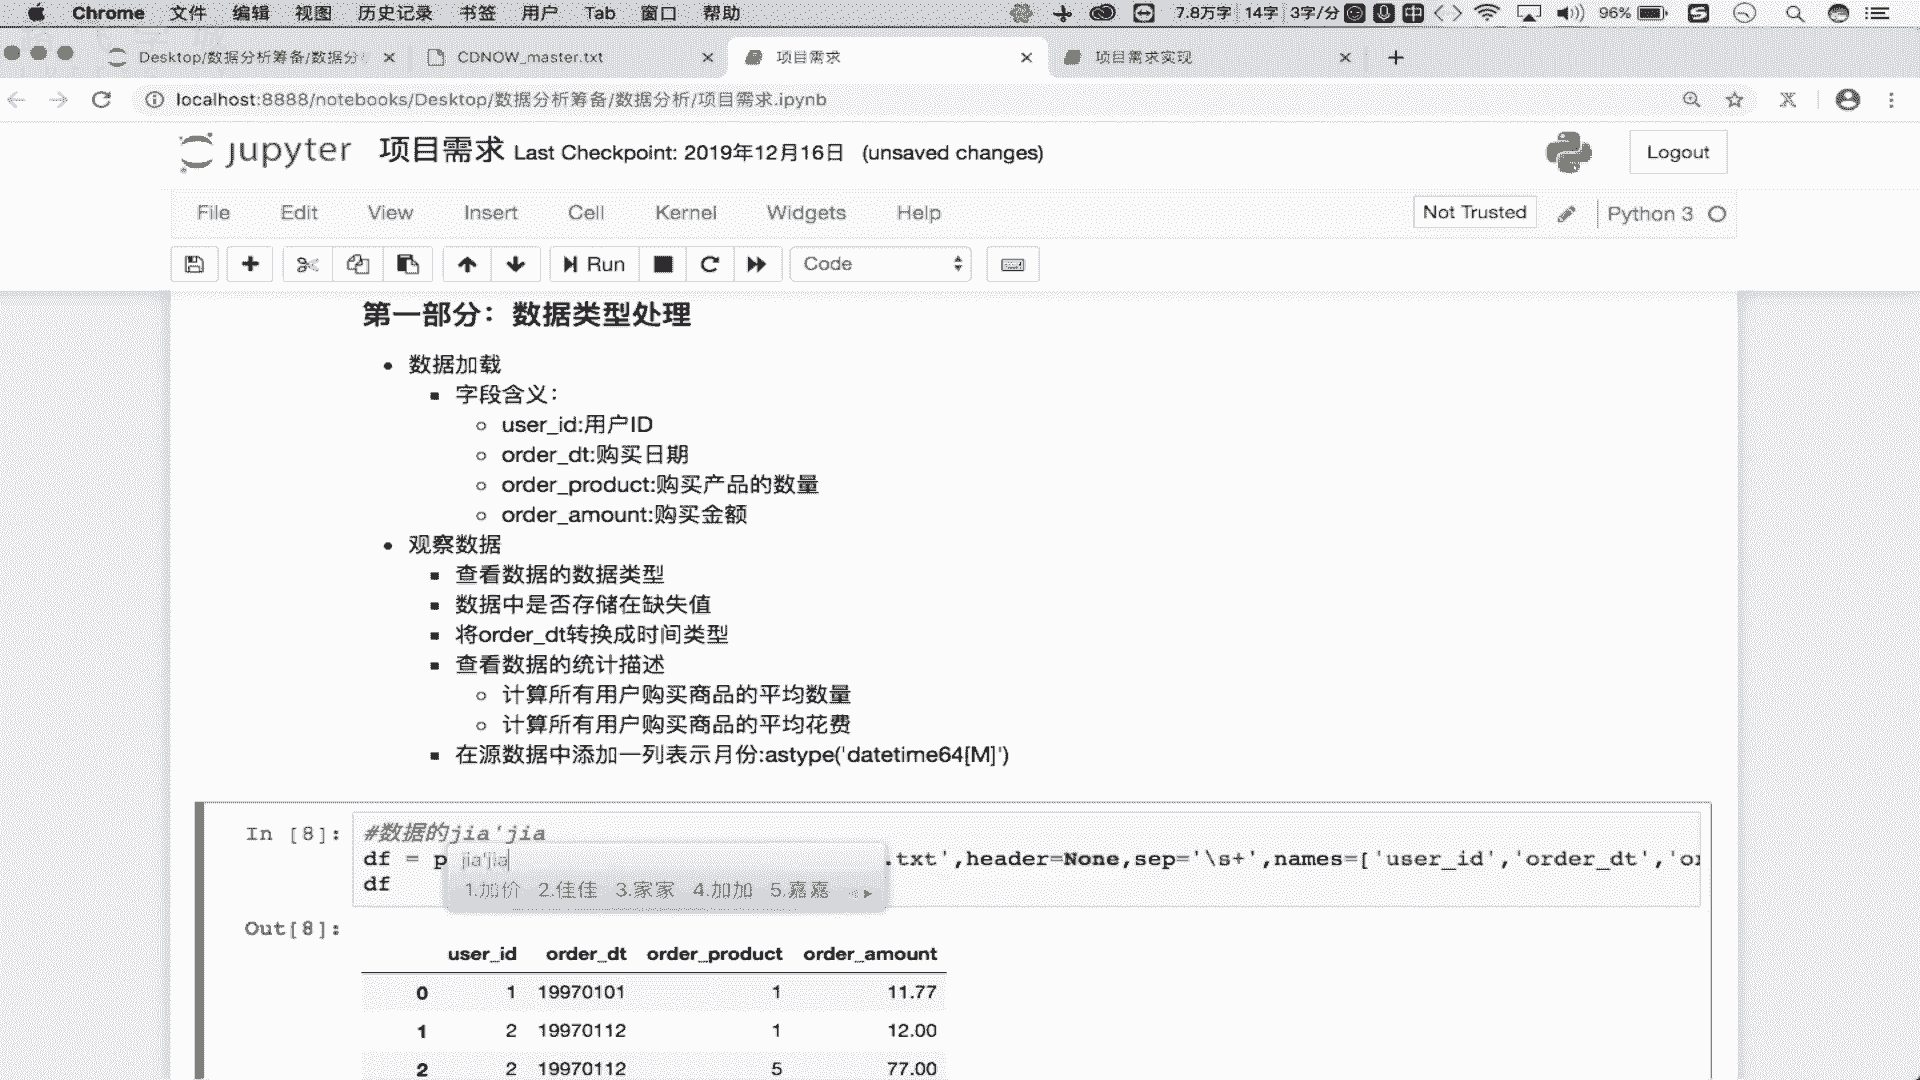 Chrome 文件 编辑 视图 历史记录 书签 用户 Tab 窗口 帮助 7.8万字 14字 3字/分 中 96% S
Desktop/数据分析筹备/数据分 CDNOW_master.txt 项目需求 项目需求实现
localhost:8888/notebooks/Desktop/数据分析筹备/数据分析/项目需求.ipynb
jupyter 项目需求 Last Checkpoint: 2019年12月16日 (unsaved changes) Logout
File Edit View Insert Cell Kernel Widgets Help Not Trusted Python 3
Run Code
第一部分：数据类型处理
数据加载
字段含义：
user_id:用户ID
order_dt:购买日期
order_product:购买产品的数量
order_amount:购买金额
观察数据
查看数据的数据类型
数据中是否存储在缺失值
将order_dt转换成时间类型
查看数据的统计描述
计算所有用户购买商品的平均数量
计算所有用户购买商品的平均花费
在源数据中添加一列表示月份:astype('datetime64[M]')
In [8]: #数据的jia'jia
df = p jia'jia .txt',header=None,sep='\s+',names=['user_id','order_dt','o
df 1.加价 2.佳佳 3.家家 4.加加 5.嘉嘉
Out[8]:
user_id order_dt order_product order_amount
0 1 19970101 1 11.77
1 2 19970112 1 12.00
2 2 19970112 5 77.00